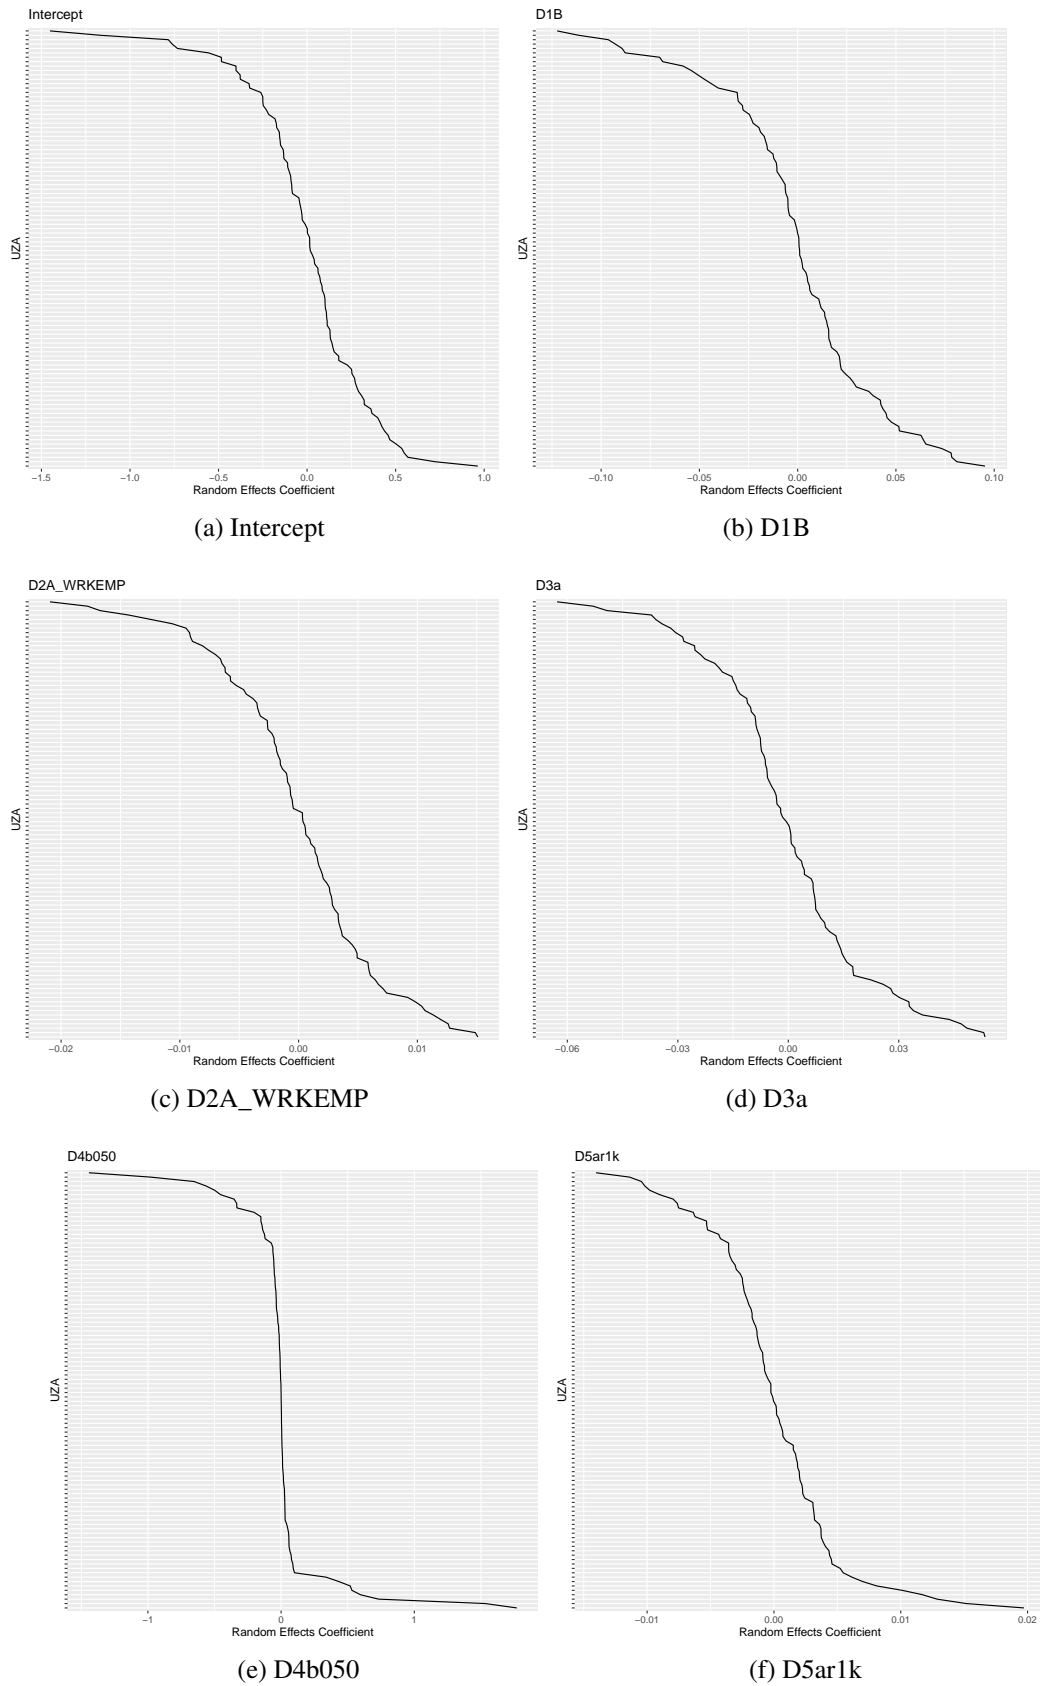 Intercept
D1B
UZA
UZA
−1.5 −1.0 −0.5 0.0 0.5 1.0
−0.10 −0.05 0.00 0.05 0.10
Random Effects Coefficient
Random Effects Coefficient
(a) Intercept
(b) D1B
D2A_WRKEMP
D3a
UZA
UZA
−0.02 −0.01 0.00 0.01
−0.06 −0.03 0.00 0.03
Random Effects Coefficient
Random Effects Coefficient
(c) D2A_WRKEMP
(d) D3a
D4b050
D5ar1k
UZA
UZA
−1 0 1
−0.01 0.00 0.01 0.02
Random Effects Coefficient
Random Effects Coefficient
(e) D4b050
(f) D5ar1k